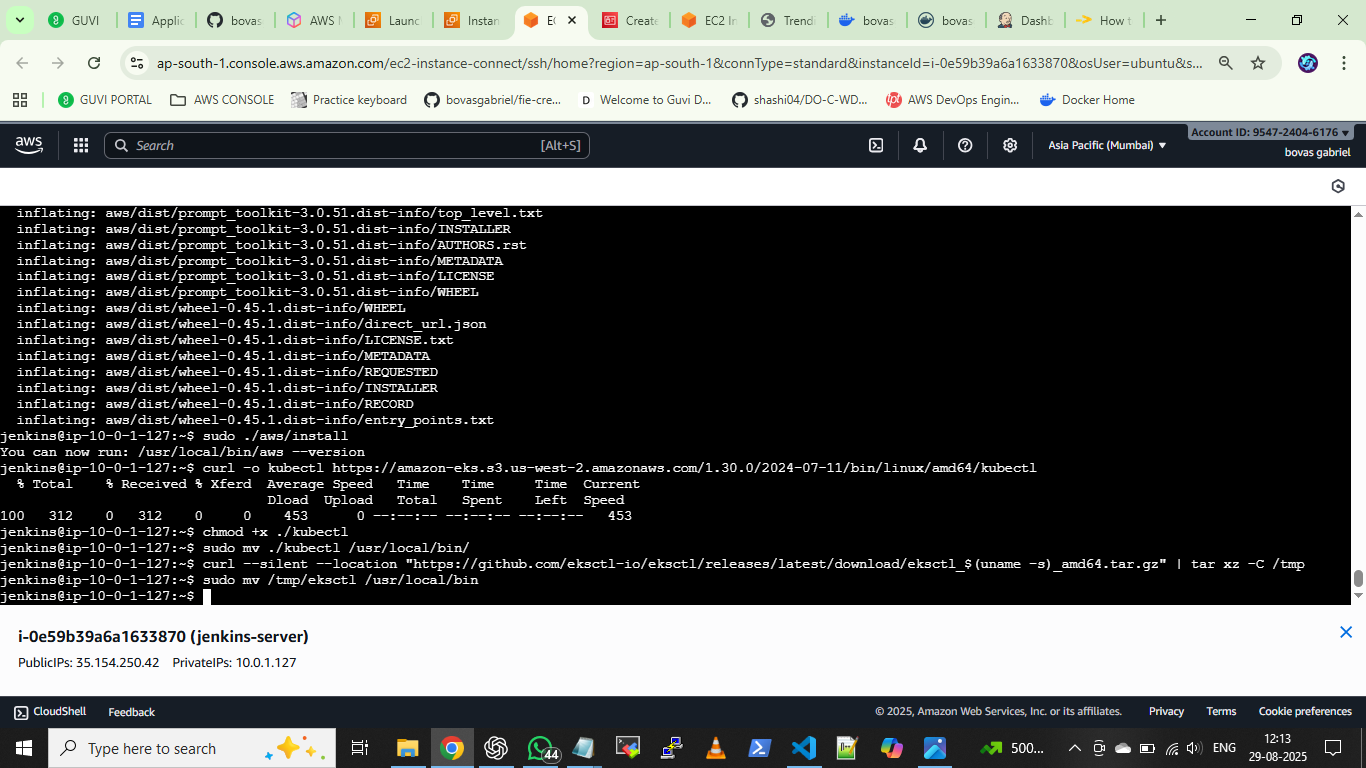 GUVI
Applic
bovas
AWS M
Launc
Instan
EC
Create
EC2 In
Trendi
bovas
bovas
Dashb
How t
ap-south-1.console.aws.amazon.com/ec2-instance-connect/ssh/home?region=ap-south-1&connType=standard&instanceId=i-0e59b39a6a1633870&osUser=ubuntu&s...
GUVI PORTAL
AWS CONSOLE
Practice keyboard
bovasgabriel/fie-cre...
Welcome to Guvi D...
shashi04/DO-C-WD...
AWS DevOps Engin...
Docker Home
aws
Search
[Alt+S]
Asia Pacific (Mumbai) ▼
Account ID: 9547-2404-6176 ▼
bovas gabriel
inflating: aws/dist/prompt_toolkit-3.0.51.dist-info/top_level.txt
inflating: aws/dist/prompt_toolkit-3.0.51.dist-info/INSTALLER
inflating: aws/dist/prompt_toolkit-3.0.51.dist-info/AUTHORS.rst
inflating: aws/dist/prompt_toolkit-3.0.51.dist-info/METADATA
inflating: aws/dist/prompt_toolkit-3.0.51.dist-info/LICENSE
inflating: aws/dist/prompt_toolkit-3.0.51.dist-info/WHEEL
inflating: aws/dist/wheel-0.45.1.dist-info/WHEEL
inflating: aws/dist/wheel-0.45.1.dist-info/direct_url.json
inflating: aws/dist/wheel-0.45.1.dist-info/LICENSE.txt
inflating: aws/dist/wheel-0.45.1.dist-info/METADATA
inflating: aws/dist/wheel-0.45.1.dist-info/REQUESTED
inflating: aws/dist/wheel-0.45.1.dist-info/INSTALLER
inflating: aws/dist/wheel-0.45.1.dist-info/RECORD
inflating: aws/dist/wheel-0.45.1.dist-info/entry_points.txt
jenkins@ip-10-0-1-127:~$ sudo ./aws/install
You can now run: /usr/local/bin/aws --version
jenkins@ip-10-0-1-127:~$ curl -o kubectl https://amazon-eks.s3.us-west-2.amazonaws.com/1.30.0/2024-07-11/bin/linux/amd64/kubectl
  % Total    % Received % Xferd  Average Speed   Time    Time     Time  Current
                                 Dload  Upload   Total   Spent    Left  Speed
100   312    0   312    0     0    453      0 --:--:-- --:--:-- --:--:--   453
jenkins@ip-10-0-1-127:~$ chmod +x ./kubectl
jenkins@ip-10-0-1-127:~$ sudo mv ./kubectl /usr/local/bin/
jenkins@ip-10-0-1-127:~$ curl --silent --location "https://github.com/eksctl-io/eksctl/releases/latest/download/eksctl_$(uname -s)_amd64.tar.gz" | tar xz -C /tmp
jenkins@ip-10-0-1-127:~$ sudo mv /tmp/eksctl /usr/local/bin
jenkins@ip-10-0-1-127:~$
i-0e59b39a6a1633870 (jenkins-server)
PublicIPs: 35.154.250.42 PrivateIPs: 10.0.1.127
CloudShell
Feedback
© 2025, Amazon Web Services, Inc. or its affiliates.
Privacy
Terms
Cookie preferences
Type here to search
44
500...
ENG
12:13
29-08-2025